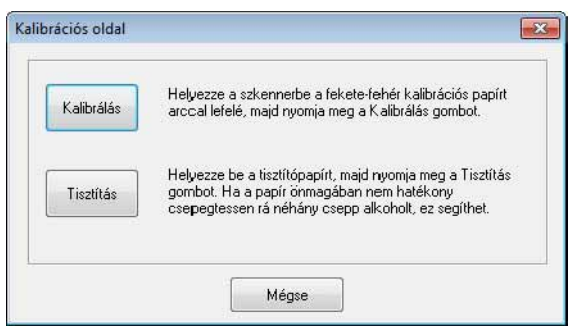 Kalibrációs oldal
Kalibrálás
Helyezze a szkennerbe a fekete-fehér kalibrációs papírt
arccal lefelé, majd nyomja meg a Kalibrálás gombot.
Tisztítás
Helyezze be a tisztítópapírt, majd nyomja meg a Tisztítás
gombot. Ha a papír önmagában nem hatékony
csepegtessen rá néhány csepp alkoholt, ez segíthet.
Mégse